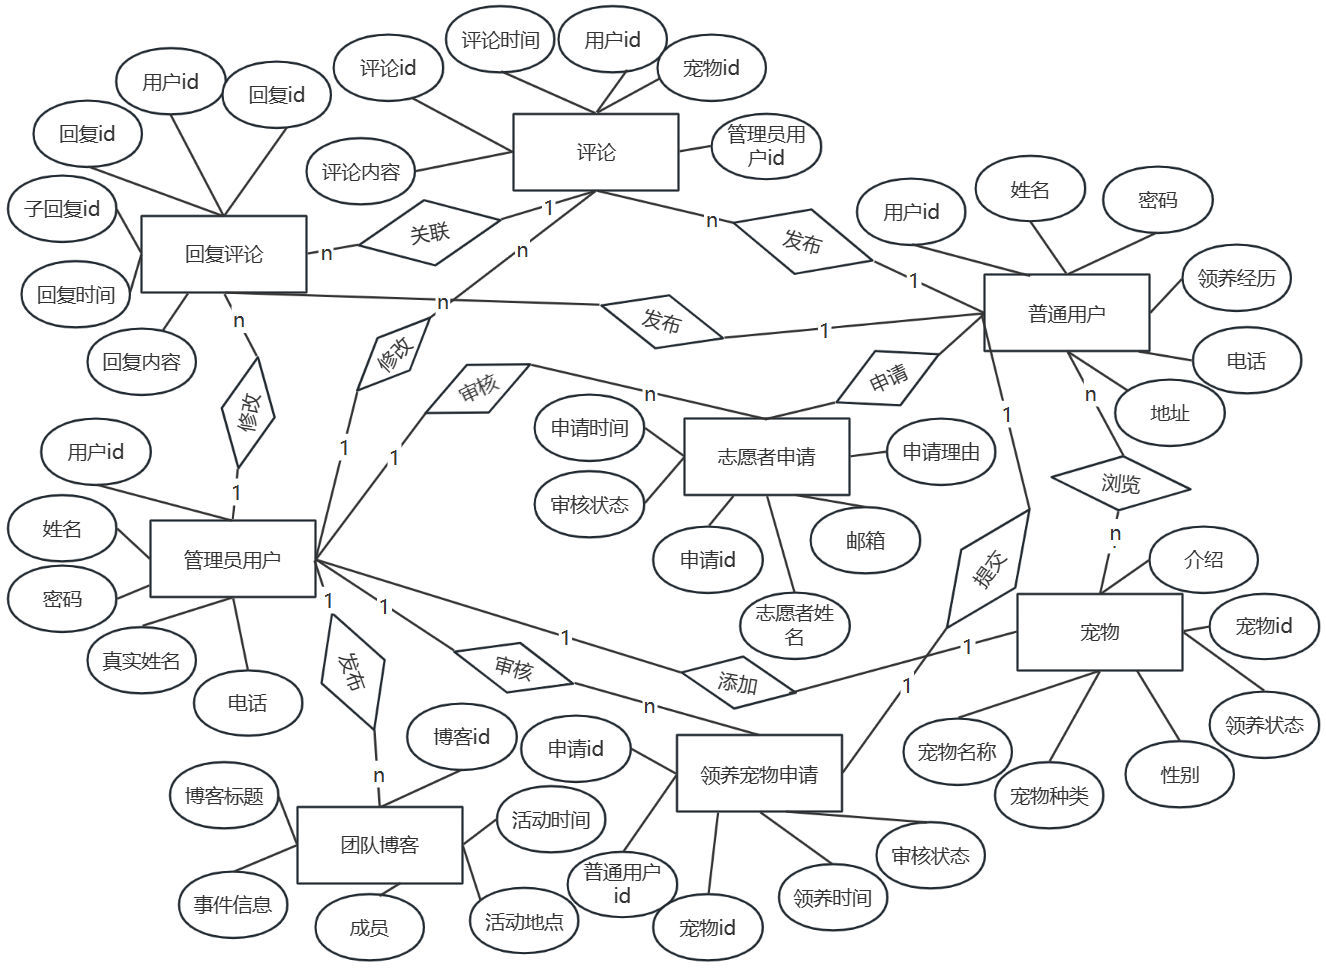 评论时间
用户id
宠物id
评论id
用户id
回复id
回复id
评论
管理员用
户id
评论内容
子回复id
回复评论
关联
1
n
n
n
发布
1
用户id
姓名
密码
领养经历
普通用户
回复时间
回复内容
n
n
发布
1
电话
地址
修改
审核
n
申请
1
n
修改
1
1
1
申请时间
志愿者申请
申请理由
审核状态
申请id
邮箱
志愿者姓
名
浏览
n
用户id
姓名
管理员用户
密码
真实姓名
电话
提交
介绍
宠物
宠物id
领养状态
1
1
1
1
发布
审核
添加
n
1
宠物名称
宠物种类
性别
n
博客id
申请id
领养宠物申请
博客标题
活动时间
团队博客
事件信息
成员
活动地点
普通用户
id
宠物id
领养时间
审核状态